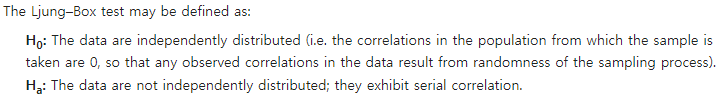 The Ljung–Box test may be defined as:
H0: The data are independently distributed (i.e. the correlations in the population from which the sample is
taken are 0, so that any observed correlations in the data result from randomness of the sampling process).
Ha: The data are not independently distributed; they exhibit serial correlation.